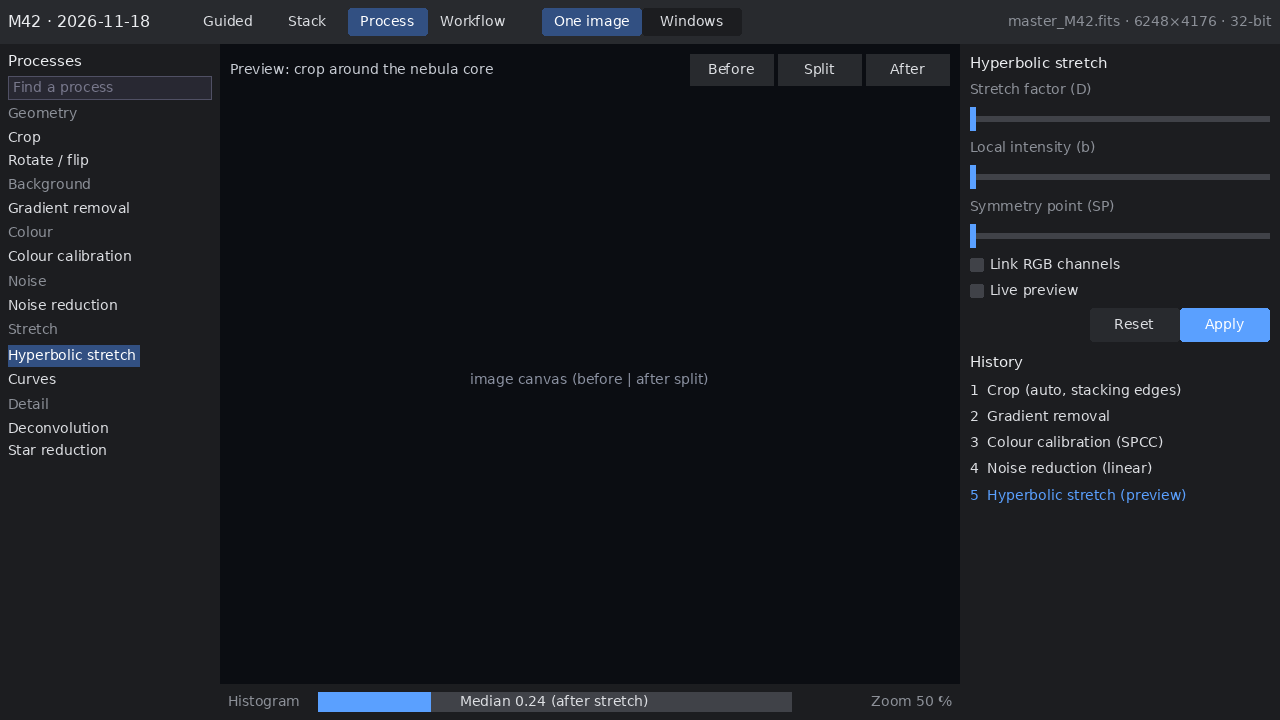 M42 · 2026-11-18 Guided Stack Process Workflow One image Windows master_M42.fits · 6248×4176 · 32-bit
Processes
Find a process
Geometry
Crop
Rotate / flip
Background
Gradient removal
Colour
Colour calibration
Noise
Noise reduction
Stretch
Hyperbolic stretch
Curves
Detail
Deconvolution
Star reduction
Preview: crop around the nebula core Before Split After
image canvas (before | after split)
Histogram Median 0.24 (after stretch) Zoom 50 ℅
Hyperbolic stretch
Stretch factor (D)
Local intensity (b)
Symmetry point (SP)
Link RGB channels
Live preview
Reset Apply
History
1 Crop (auto, stacking edges)
2 Gradient removal
3 Colour calibration (SPCC)
4 Noise reduction (linear)
5 Hyperbolic stretch (preview)